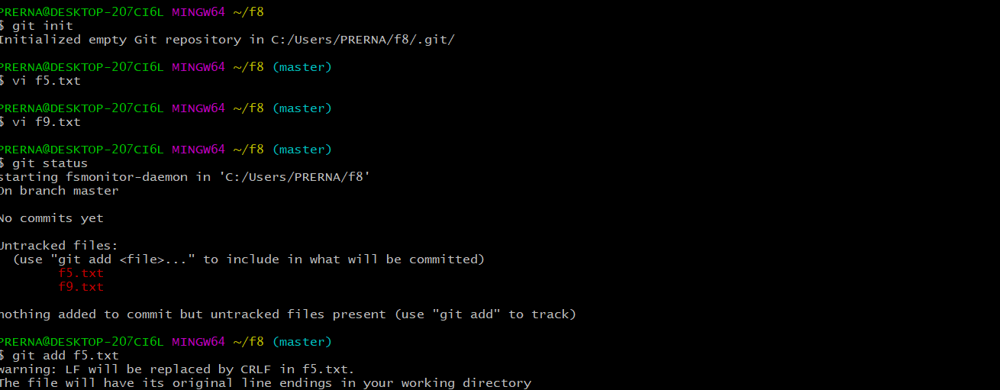 PRERNA@DESKTOP-207CI6L MINGW64 ~/f8
$ git init
Initialized empty Git repository in C:/Users/PRERNA/f8/.git/
PRERNA@DESKTOP-207CI6L MINGW64 ~/f8 (master)
$ vi f5.txt
PRERNA@DESKTOP-207CI6L MINGW64 ~/f8 (master)
$ vi f9.txt
PRERNA@DESKTOP-207CI6L MINGW64 ~/f8 (master)
$ git status
starting fsmonitor-daemon in 'C:/Users/PRERNA/f8'
On branch master
No commits yet
Untracked files:
(use "git add <file>..." to include in what will be committed)
f5.txt
f9.txt
nothing added to commit but untracked files present (use "git add" to track)
PRERNA@DESKTOP-207CI6L MINGW64 ~/f8 (master)
$ git add f5.txt
warning: LF will be replaced by CRLF in f5.txt.
The file will have its original line endings in your working directory